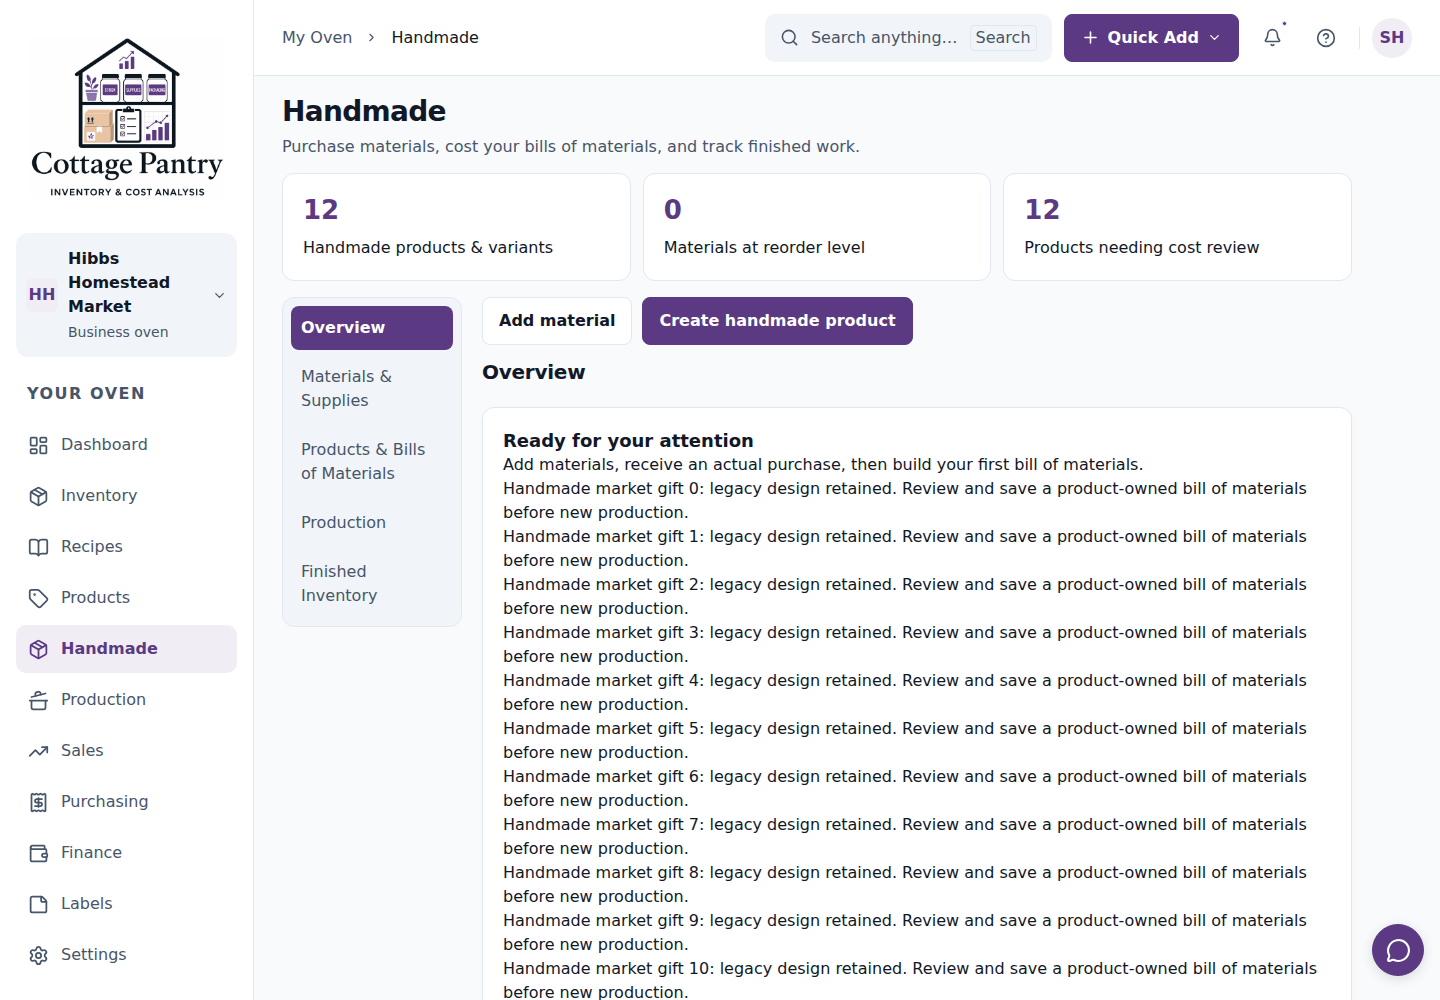 Cottage Pantry
INVENTORY & COST ANALYSIS
HH
Hibbs
Homestead
Market
Business oven
YOUR OVEN
Dashboard
Inventory
Recipes
Products
Handmade
Production
Sales
Purchasing
Finance
Labels
Settings
My Oven > Handmade
Search anything... Search
+ Quick Add
SH
Handmade
Purchase materials, cost your bills of materials, and track finished work.
12
Handmade products & variants
0
Materials at reorder level
12
Products needing cost review
Overview
Materials &
Supplies
Products & Bills
of Materials
Production
Finished
Inventory
Add material
Create handmade product
Overview
Ready for your attention
Add materials, receive an actual purchase, then build your first bill of materials.
Handmade market gift 0: legacy design retained. Review and save a product-owned bill of materials
before new production.
Handmade market gift 1: legacy design retained. Review and save a product-owned bill of materials
before new production.
Handmade market gift 2: legacy design retained. Review and save a product-owned bill of materials
before new production.
Handmade market gift 3: legacy design retained. Review and save a product-owned bill of materials
before new production.
Handmade market gift 4: legacy design retained. Review and save a product-owned bill of materials
before new production.
Handmade market gift 5: legacy design retained. Review and save a product-owned bill of materials
before new production.
Handmade market gift 6: legacy design retained. Review and save a product-owned bill of materials
before new production.
Handmade market gift 7: legacy design retained. Review and save a product-owned bill of materials
before new production.
Handmade market gift 8: legacy design retained. Review and save a product-owned bill of materials
before new production.
Handmade market gift 9: legacy design retained. Review and save a product-owned bill of materials
before new production.
Handmade market gift 10: legacy design retained. Review and save a product-owned bill of materials
before new production.